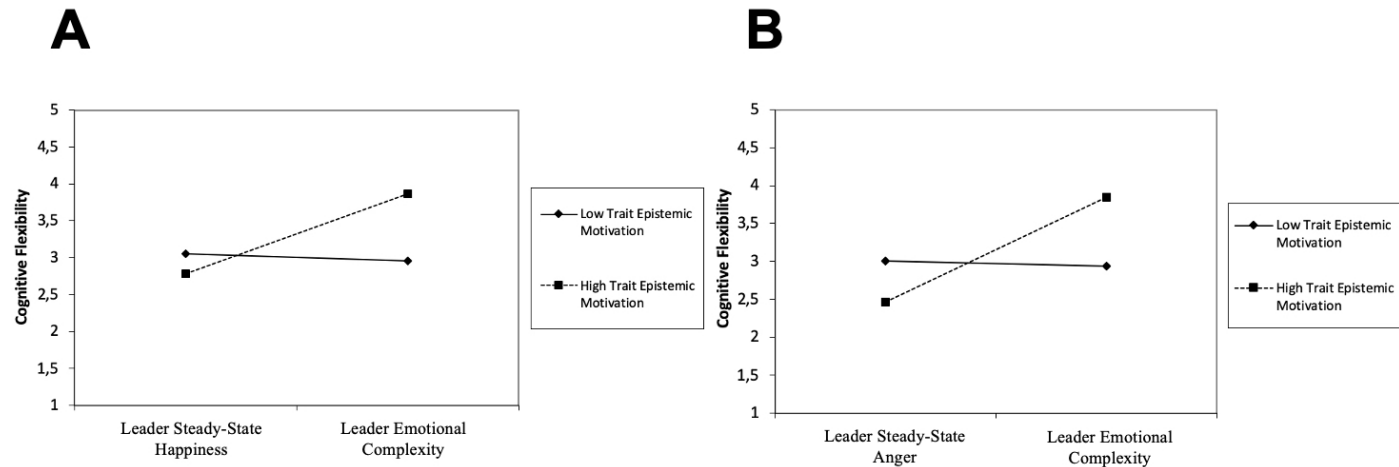 A
5
4,5
4
3,5
3
2,5
2
1,5
1
Cognitive Flexibility
Leader Steady-State
Happiness
Leader Emotional
Complexity
Low Trait Epistemic
Motivation
High Trait Epistemic
Motivation
B
5
4,5
4
3,5
3
2,5
2
1,5
1
Cognitive Flexibility
Leader Steady-State
Anger
Leader Emotional
Complexity
Low Trait Epistemic
Motivation
High Trait Epistemic
Motivation